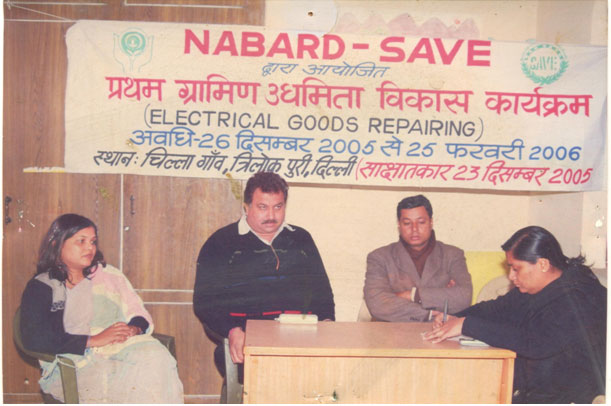 NABARD - SAVE
SAVE
द्वारा आयोजित
प्रथम ग्रामिण उधमिता विकास कार्यक्रम
(ELECTRICAL GOODS REPAIRING)
अवधि-26 दिसम्बर 2005 से 25 फरवरी 2006
स्थान: चिल्ला गाँव, त्रिलोक पुरी, दिल्ली (साक्षातकार 23 दिसम्बर 2005)